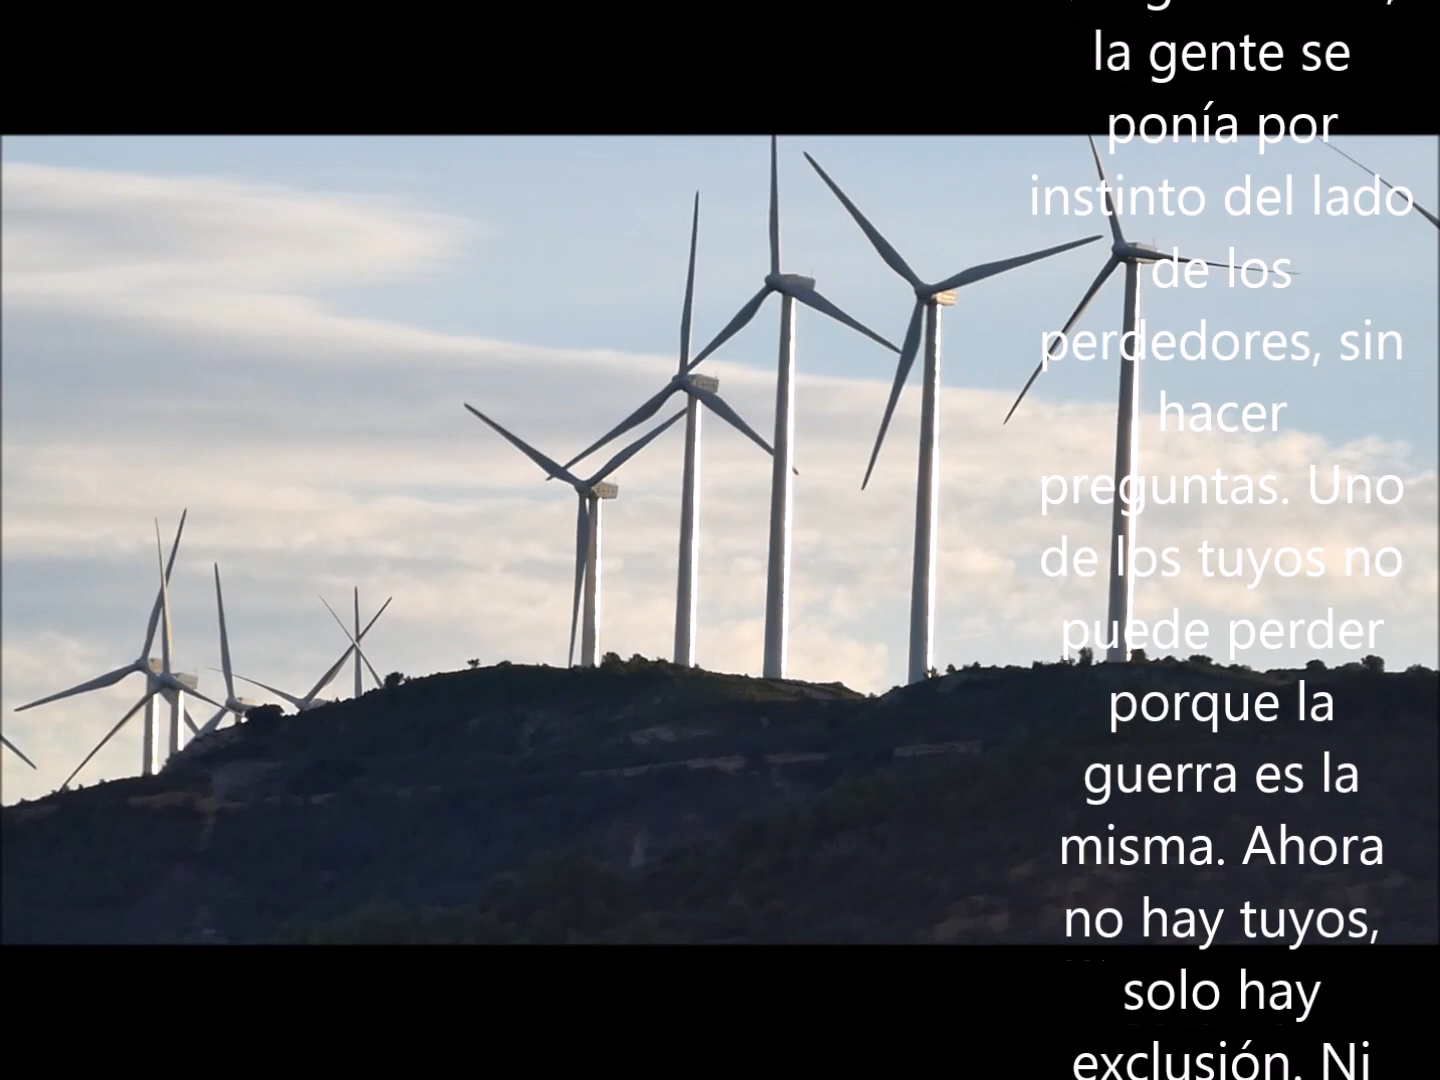 la gente se
ponía por
instinto del lado
de los
perdedores, sin
hacer
preguntas. Uno
de los tuyos no
puede perder
porque la
guerra es la
misma. Ahora
no hay tuyos,
solo hay
exclusión. Ni